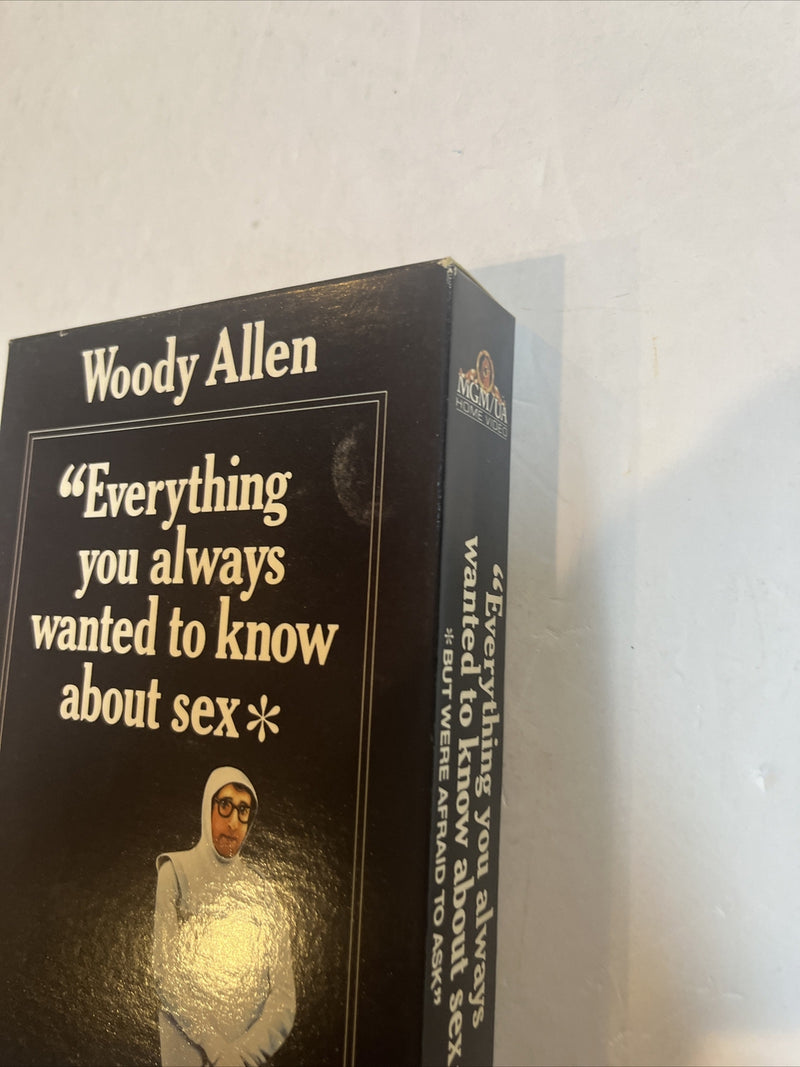 Woody Allen
“Everything
you always
wanted to know
about sex*
MGM/UA
HOME VIDEO
“Everything you always
wanted to know about sex
*BUT WERE AFRAID TO ASK”